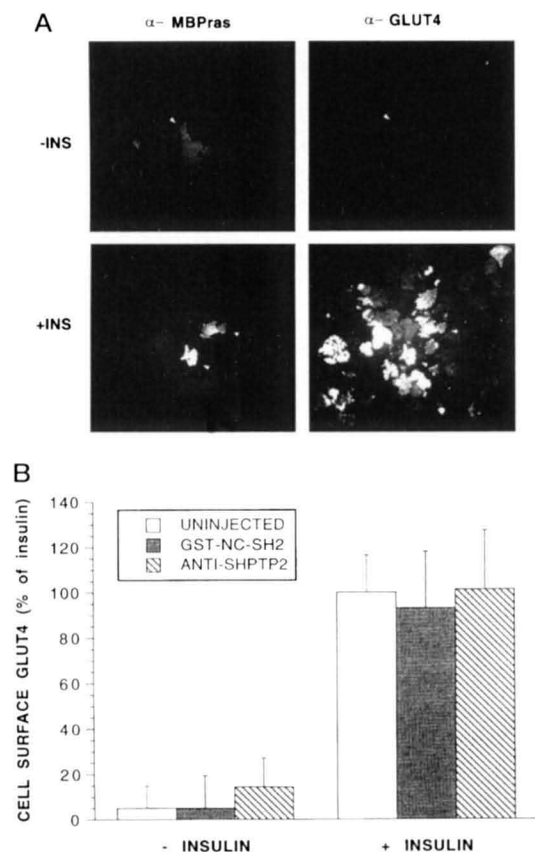 A
α- MBPras
α- GLUT4
-INS
+INS
B
CELL SURFACE GLUT4 (% of insulin)
140
120
100
80
60
40
20
0
UNINJECTED
GST-NC-SH2
ANTI-SHPTP2
- INSULIN
+ INSULIN